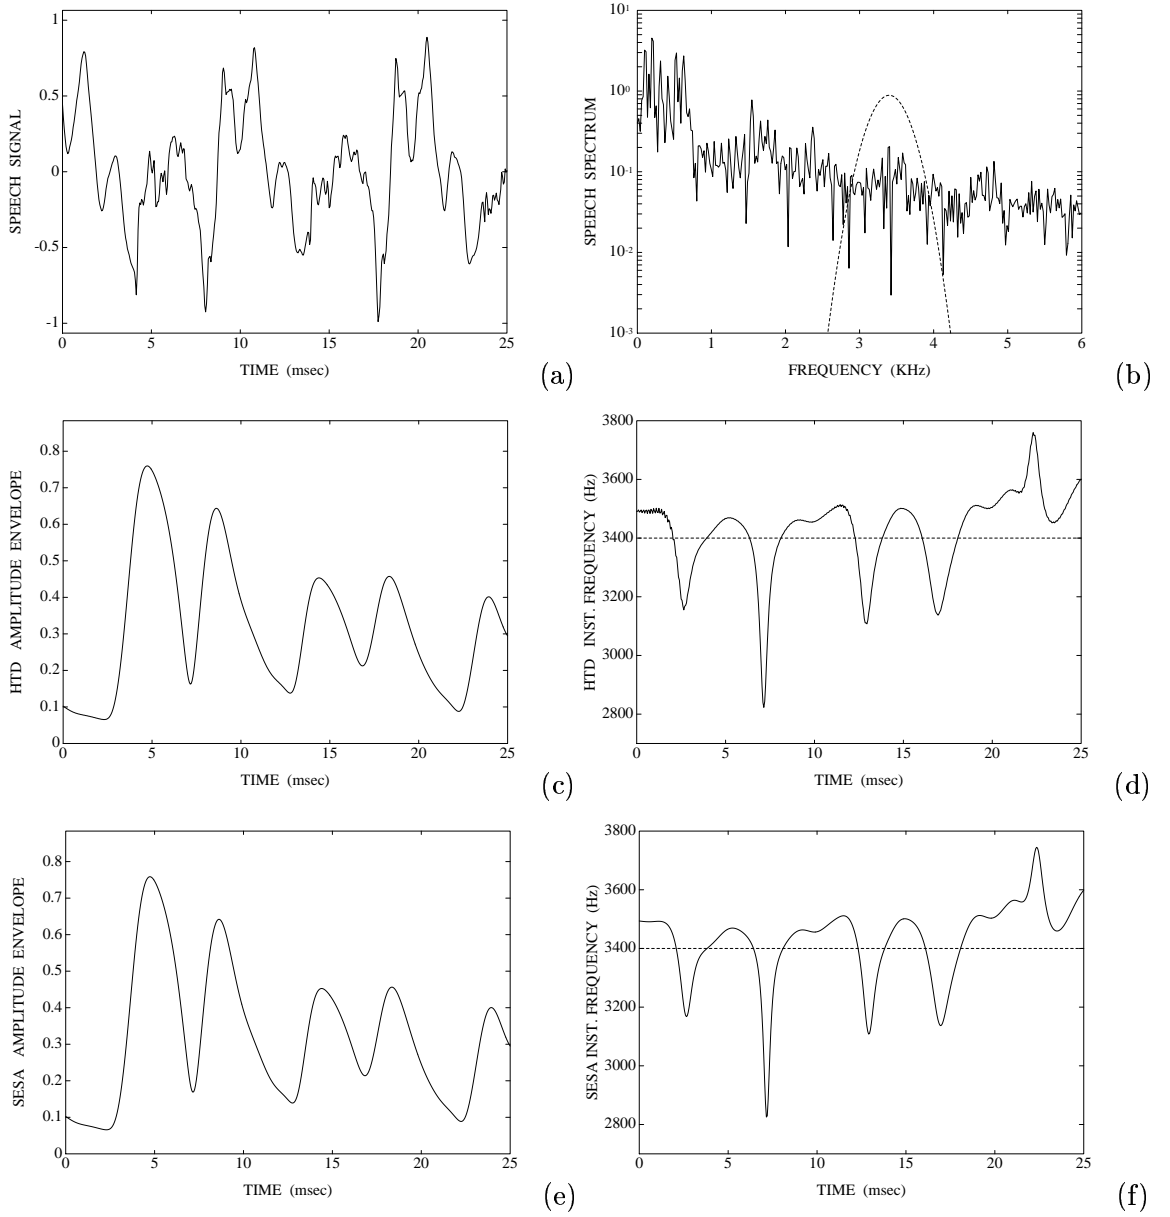 1
0.5
0
-0.5
-1
SPEECH SIGNAL
0 5 10 15 20 25
TIME (msec)
(a)
10¹
10⁰
10⁻¹
10⁻²
10⁻³
SPEECH SPECTRUM
0 1 2 3 4 5 6
FREQUENCY (KHz)
(b)
0.8
0.7
0.6
0.5
0.4
0.3
0.2
0.1
0
HTD AMPLITUDE ENVELOPE
0 5 10 15 20 25
TIME (msec)
(c)
3800
3600
3400
3200
3000
2800
HTD INST. FREQUENCY (Hz)
0 5 10 15 20 25
TIME (msec)
(d)
0.8
0.7
0.6
0.5
0.4
0.3
0.2
0.1
0
SESA AMPLITUDE ENVELOPE
0 5 10 15 20 25
TIME (msec)
(e)
3800
3600
3400
3200
3000
2800
SESA INST. FREQUENCY (Hz)
0 5 10 15 20 25
TIME (msec)
(f)